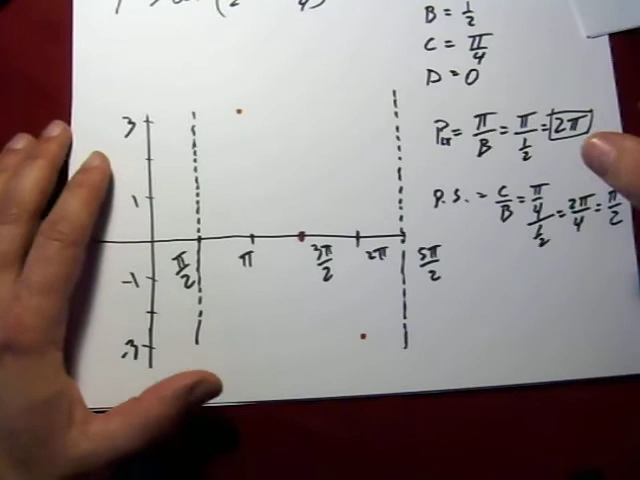 B = 1/2
C = π/4
D = 0
Per = π/B = π/(1/2) = 2π
P.S. = C/B = (π/4)/(1/2) = 2π/4 = π/2
3
1
-1
-3
π/2 π 3π/2 2π 5π/2